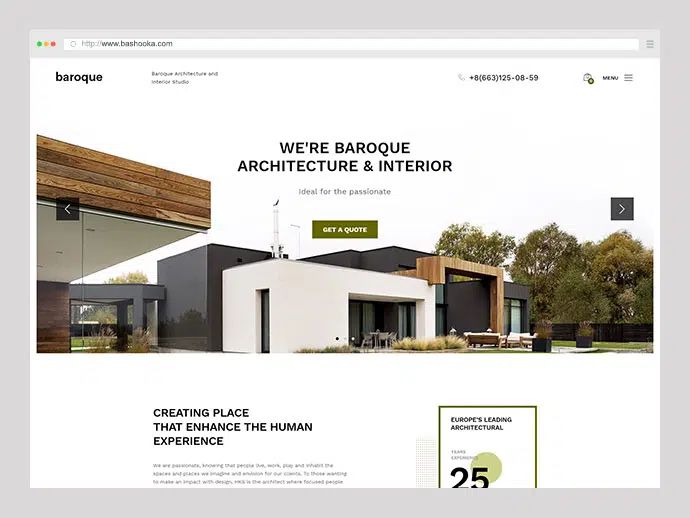 http://www.bashooka.com
baroque
Baroque Architecture and
Interior Studio
+8(663)125-08-59
MENU
WE'RE BAROQUE
ARCHITECTURE & INTERIOR
Ideal for the passionate
GET A QUOTE
CREATING PLACE
THAT ENHANCE THE HUMAN
EXPERIENCE
We are passionate, knowing that people live, work, play and inhabit the
spaces and places we imagine and envision for our clients. To those wanting
to make an impact with design, HKS is the architect where focused people
EUROPE'S LEADING
ARCHITECTURAL
YEARS
EXPERIENCE
25